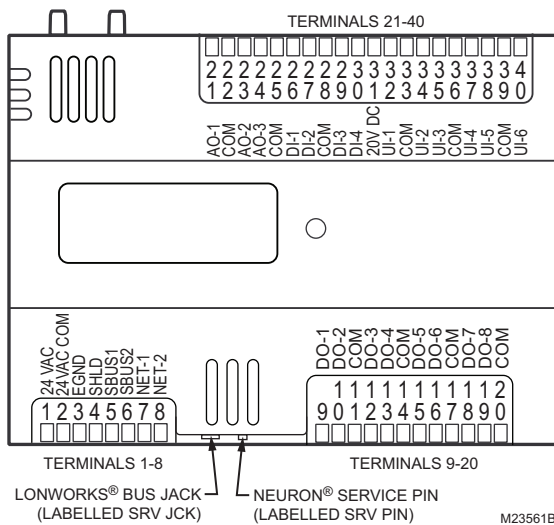 TERMINALS 21-40
2 2 2 2 2 2 2 2 2 3 3 3 3 3 3 3 3 3 3 4
1 2 3 4 5 6 7 8 9 0 1 2 3 4 5 6 7 8 9 0
AO-1
COM
AO-2
AO-3
COM
DI-1
DI-2
COM
DI-3
DI-4
20V DC
UI-1
COM
UI-2
UI-3
COM
UI-4
UI-5
COM
UI-6
24 VAC
24VAC COM
EGND
SHLD
SBUS1
SBUS2
NET-1
NET-2
1 2 3 4 5 6 7 8
TERMINALS 1-8
DO-1
DO-2
COM
DO-3
DO-4
COM
DO-5
DO-6
COM
DO-7
DO-8
COM
1 1 1 1 1 1 1 1 1 1 2
9 0 1 2 3 4 5 6 7 8 9 0
TERMINALS 9-20
LONWORKS® BUS JACK
(LABELLED SRV JCK)
NEURON® SERVICE PIN
(LABELLED SRV PIN)
M23561B